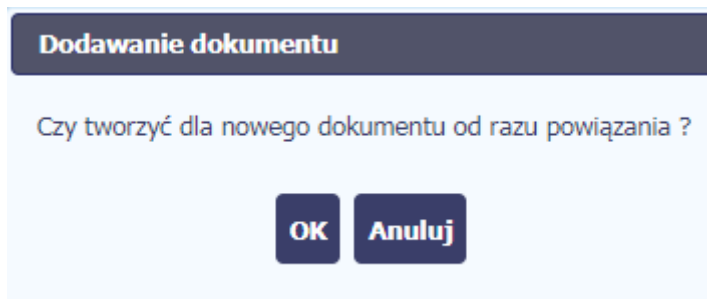 Dodawanie dokumentu
Czy tworzyć dla nowego dokumentu od razu powiązania ?
OK Anuluj